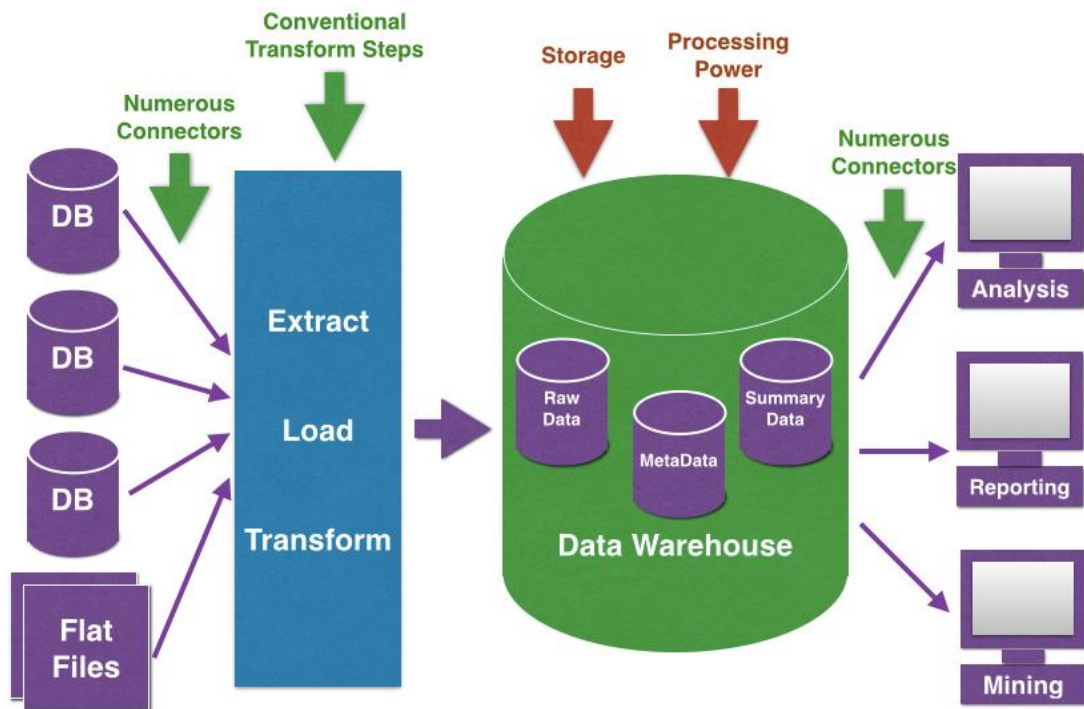 Conventional
Transform Steps
Storage
Processing
Power
Numerous
Connectors
Numerous
Connectors
DB
DB
DB
Flat
Files
Extract
Load
Transform
Raw
Data
MetaData
Summary
Data
Data Warehouse
Analysis
Reporting
Mining